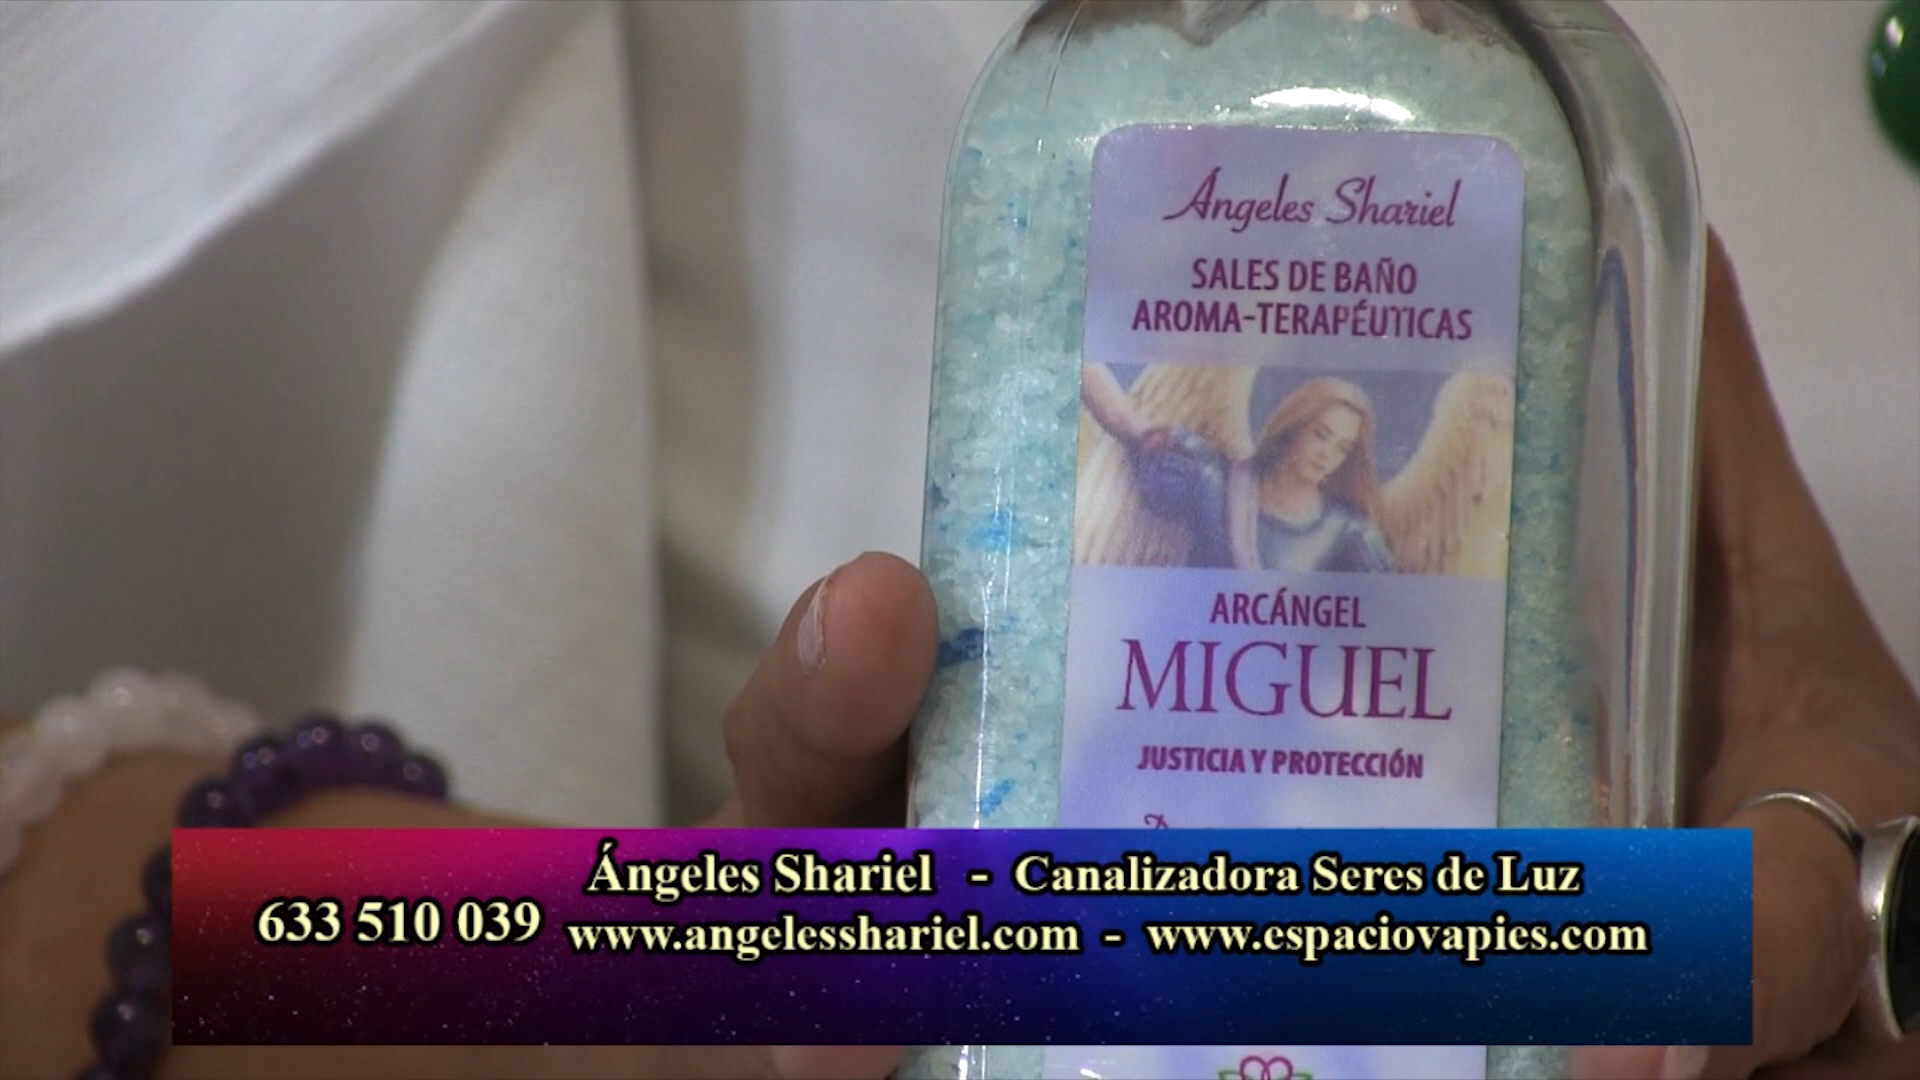 Ángeles Shariel
SALES DE BAÑO
AROMA-TERAPÉUTICAS
ARCÁNGEL
MIGUEL
JUSTICIA Y PROTECCIÓN
Ángeles Shariel - Canalizadora Seres de Luz
633 510 039
www.angelesshariel.com - www.espaciovapies.com